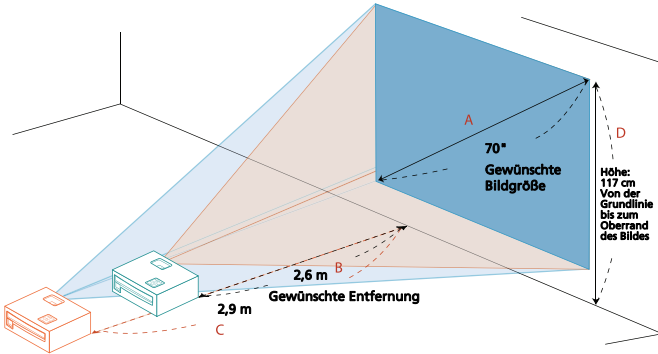 A
D
70"
Gewünschte
Bildgröße
Höhe:
117 cm
Von der
Grundlinie
bis zum
Oberrand
des Bildes
2,6 m
B
Gewünschte Entfernung
2,9 m
C